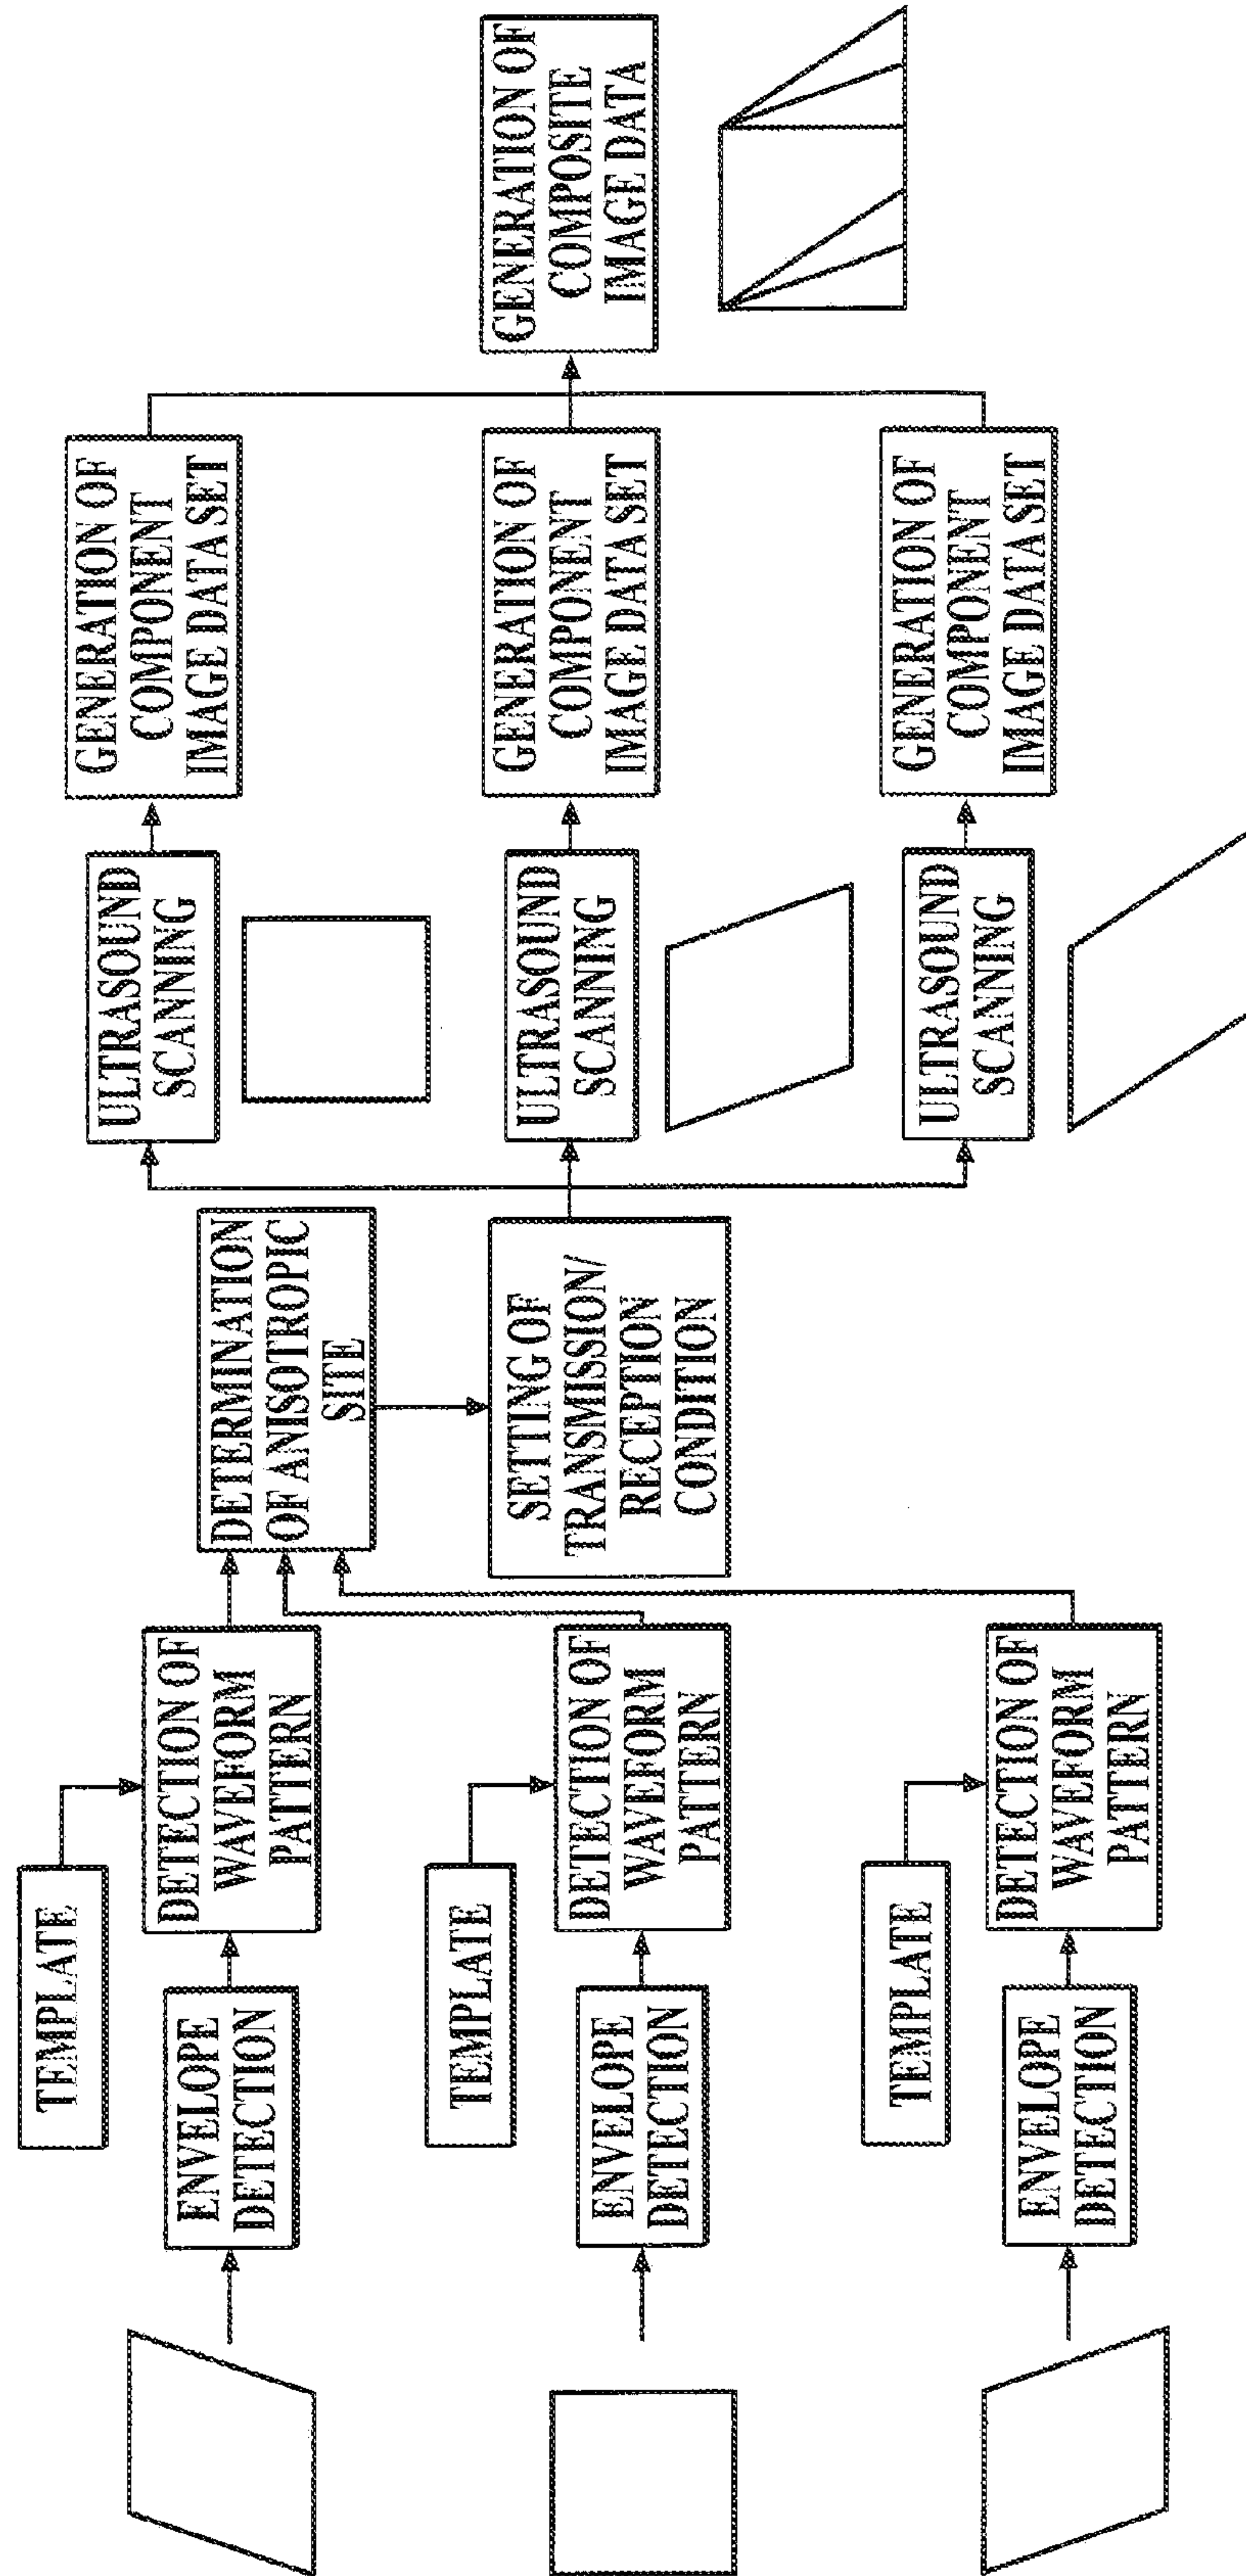 TEMPLATE
ENVELOPE
DETECTION
DETECTION OF
WAVEFORM
PATTERN
TEMPLATE
ENVELOPE
DETECTION
DETECTION OF
WAVEFORM
PATTERN
TEMPLATE
ENVELOPE
DETECTION
DETECTION OF
WAVEFORM
PATTERN
DETERMINATION
OF ANISOTROPIC
SITE
SETTING OF
TRANSMISSION/
RECEPTION
CONDITION
ULTRASOUND
SCANNING
GENERATION OF
COMPONENT
IMAGE DATA SET
ULTRASOUND
SCANNING
GENERATION OF
COMPONENT
IMAGE DATA SET
ULTRASOUND
SCANNING
GENERATION OF
COMPONENT
IMAGE DATA SET
GENERATION OF
COMPOSITE
IMAGE DATA